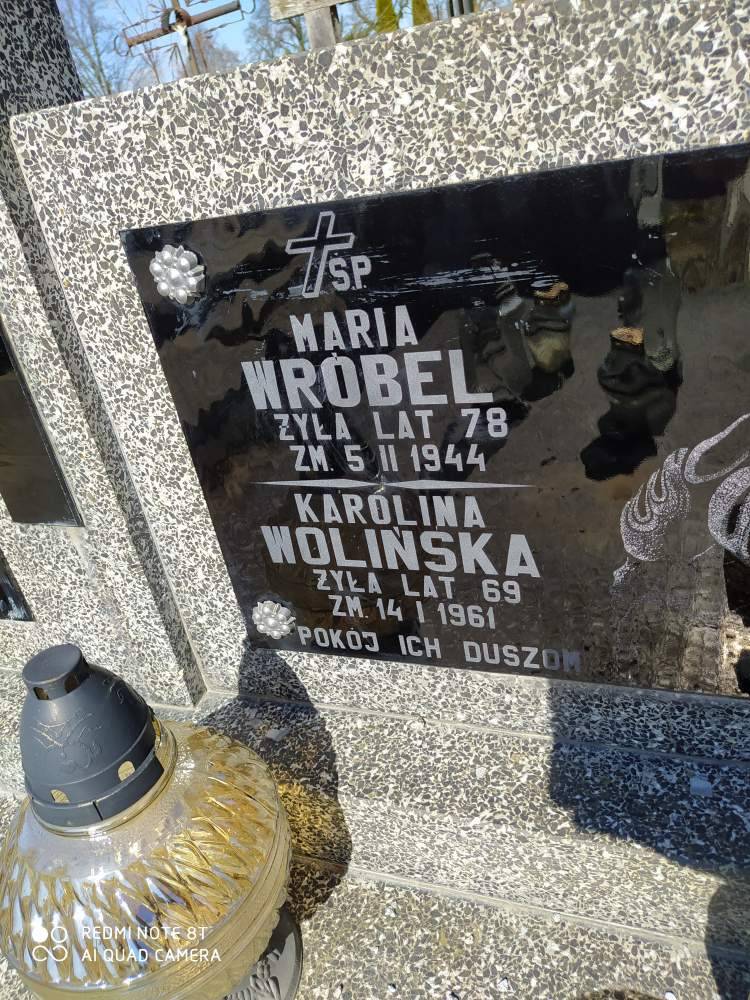 Ś.P
MARIA
WRÓBEL
ŻYŁA LAT 78
ZM. 5 II 1944
KAROLINA
WOLIŃSKA
ŻYŁA LAT 69
ZM. 14 I 1961
POKÓJ ICH DUSZOM
REDMI NOTE 8T
AI QUAD CAMERA